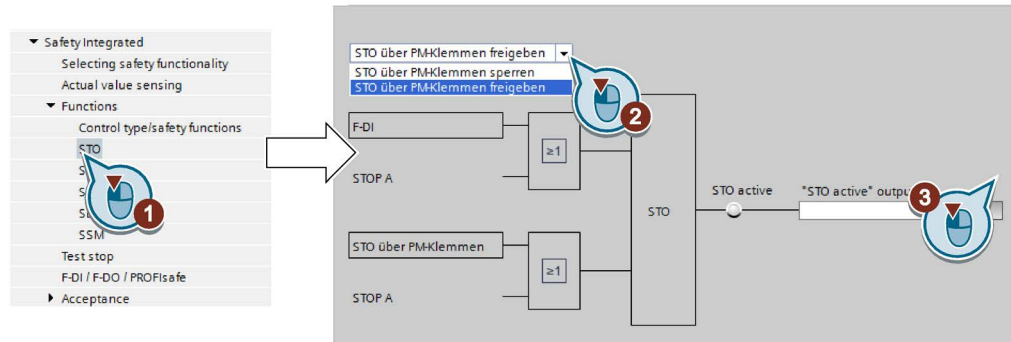 Safety Integrated
Selecting safety functionality
Actual value sensing
Functions
Control type/safety functions
STO
SSM
Test stop
F-DI / F-DO / PROFIsafe
Acceptance
1
STO über PM-Klemmen freigeben
STO über PM-Klemmen sperren
STO über PM-Klemmen freigeben
2
F-DI
≥1
STOP A
STO
STO active
"STO active"
3
STO über PM-Klemmen
≥1
STOP A